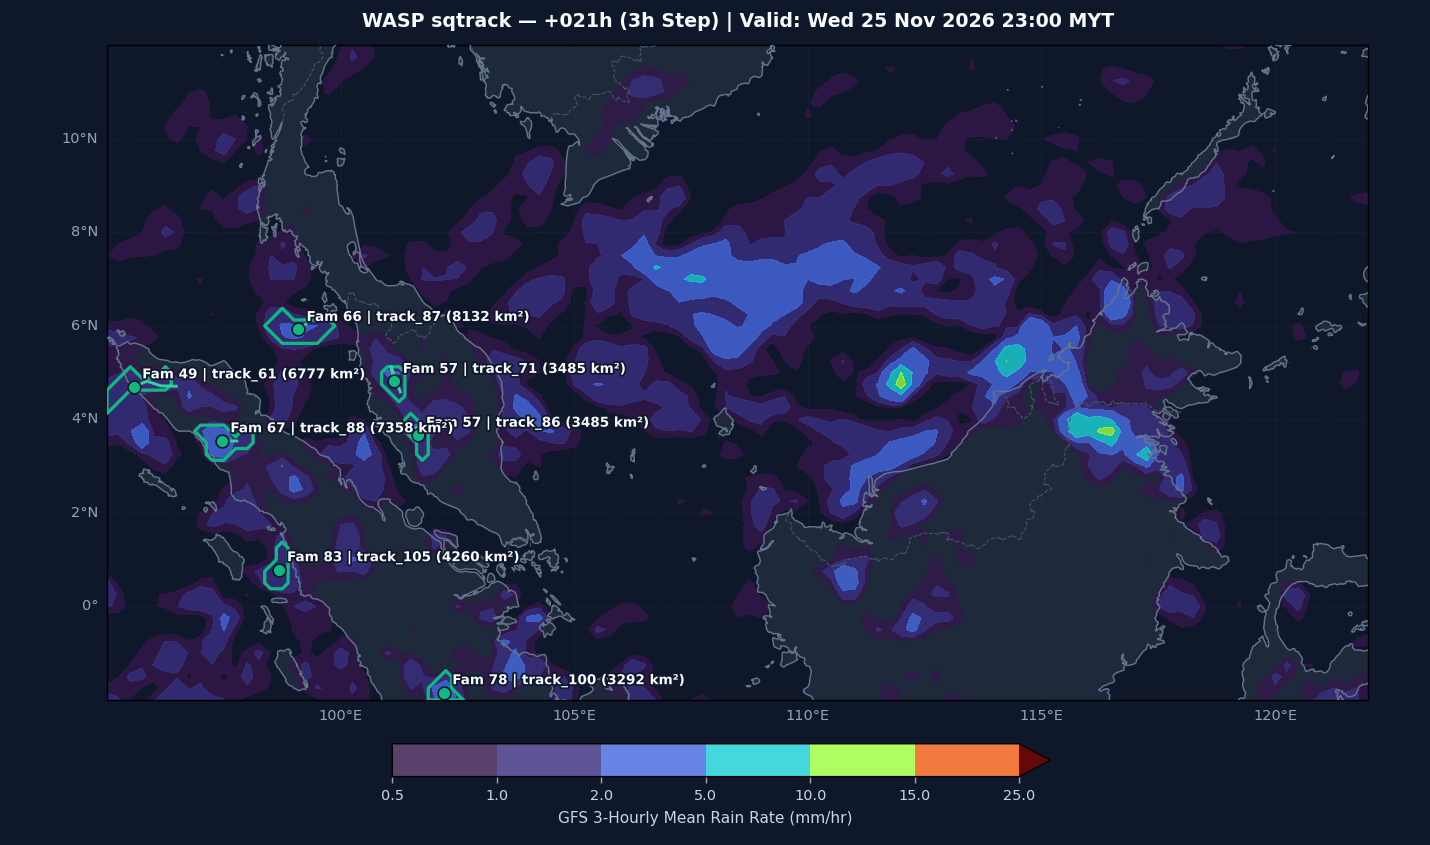 WASP sqtrack — +021h (3h Step) | Valid: Wed 25 Nov 2026 23:00 MYT
10°N
8°N
6°N
4°N
2°N
0°
Fam 66 | track_87 (8132 km²)
Fam 49 | track_61 (6777 km²)
Fam 57 | track_71 (3485 km²)
Fam 57 | track_86 (3485 km²)
Fam 67 | track_88 (7358 km²)
Fam 83 | track_105 (4260 km²)
Fam 78 | track_100 (3292 km²)
100°E 105°E 110°E 115°E 120°E
0.5 1.0 2.0 5.0 10.0 15.0 25.0
GFS 3-Hourly Mean Rain Rate (mm/hr)